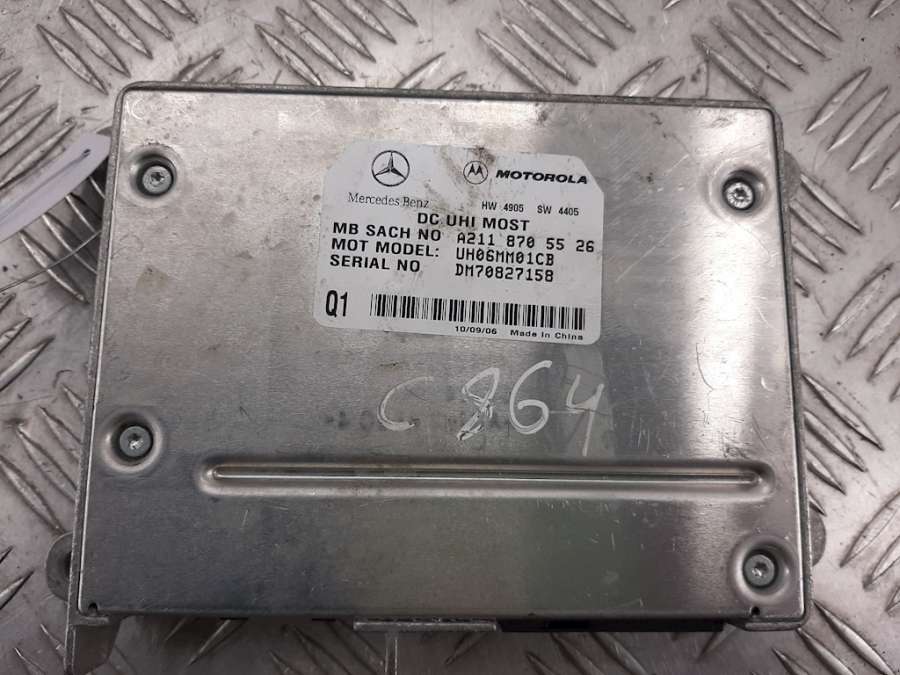 MOTOROLA
Mercedes Benz HW 4905 SW 4405
DC UHI MOST
MB SACH NO A211 870 55 26
MOT MODEL: UH06MM01CB
SERIAL NO DM70827158
Q1
10/09/06 Made in China
C 864